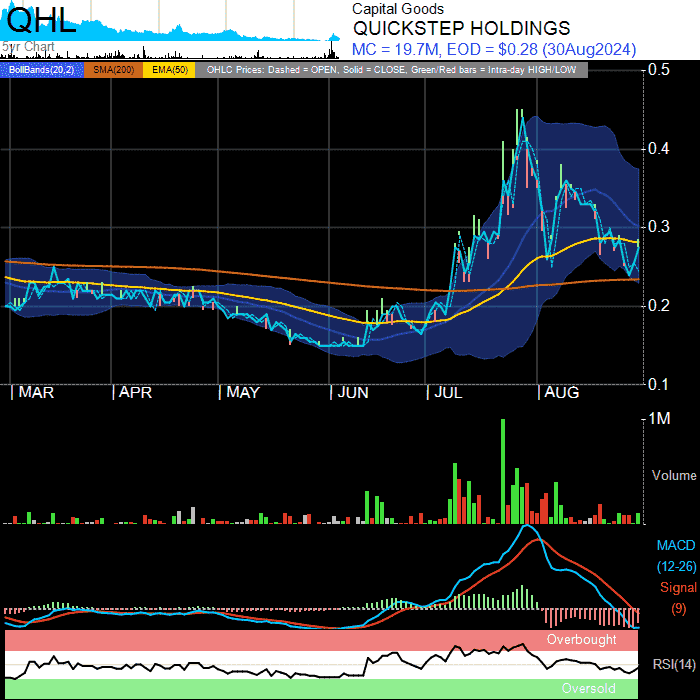 QHL
5yr Chart
Capital Goods
QUICKSTEP HOLDINGS
MC = 19.7M, EOD = $0.28 (30Aug2024)
BollBands(20,2) SMA(200) EMA(50) OHLC Prices: Dashed = OPEN, Solid = CLOSE, Green/Red bars = Intra-day HIGH/LOW
0.5
0.4
0.3
0.2
0.1
MAR APR MAY JUN JUL AUG
1M
Volume
MACD
(12-26)
Signal
(9)
Overbought
RSI(14)
Oversold